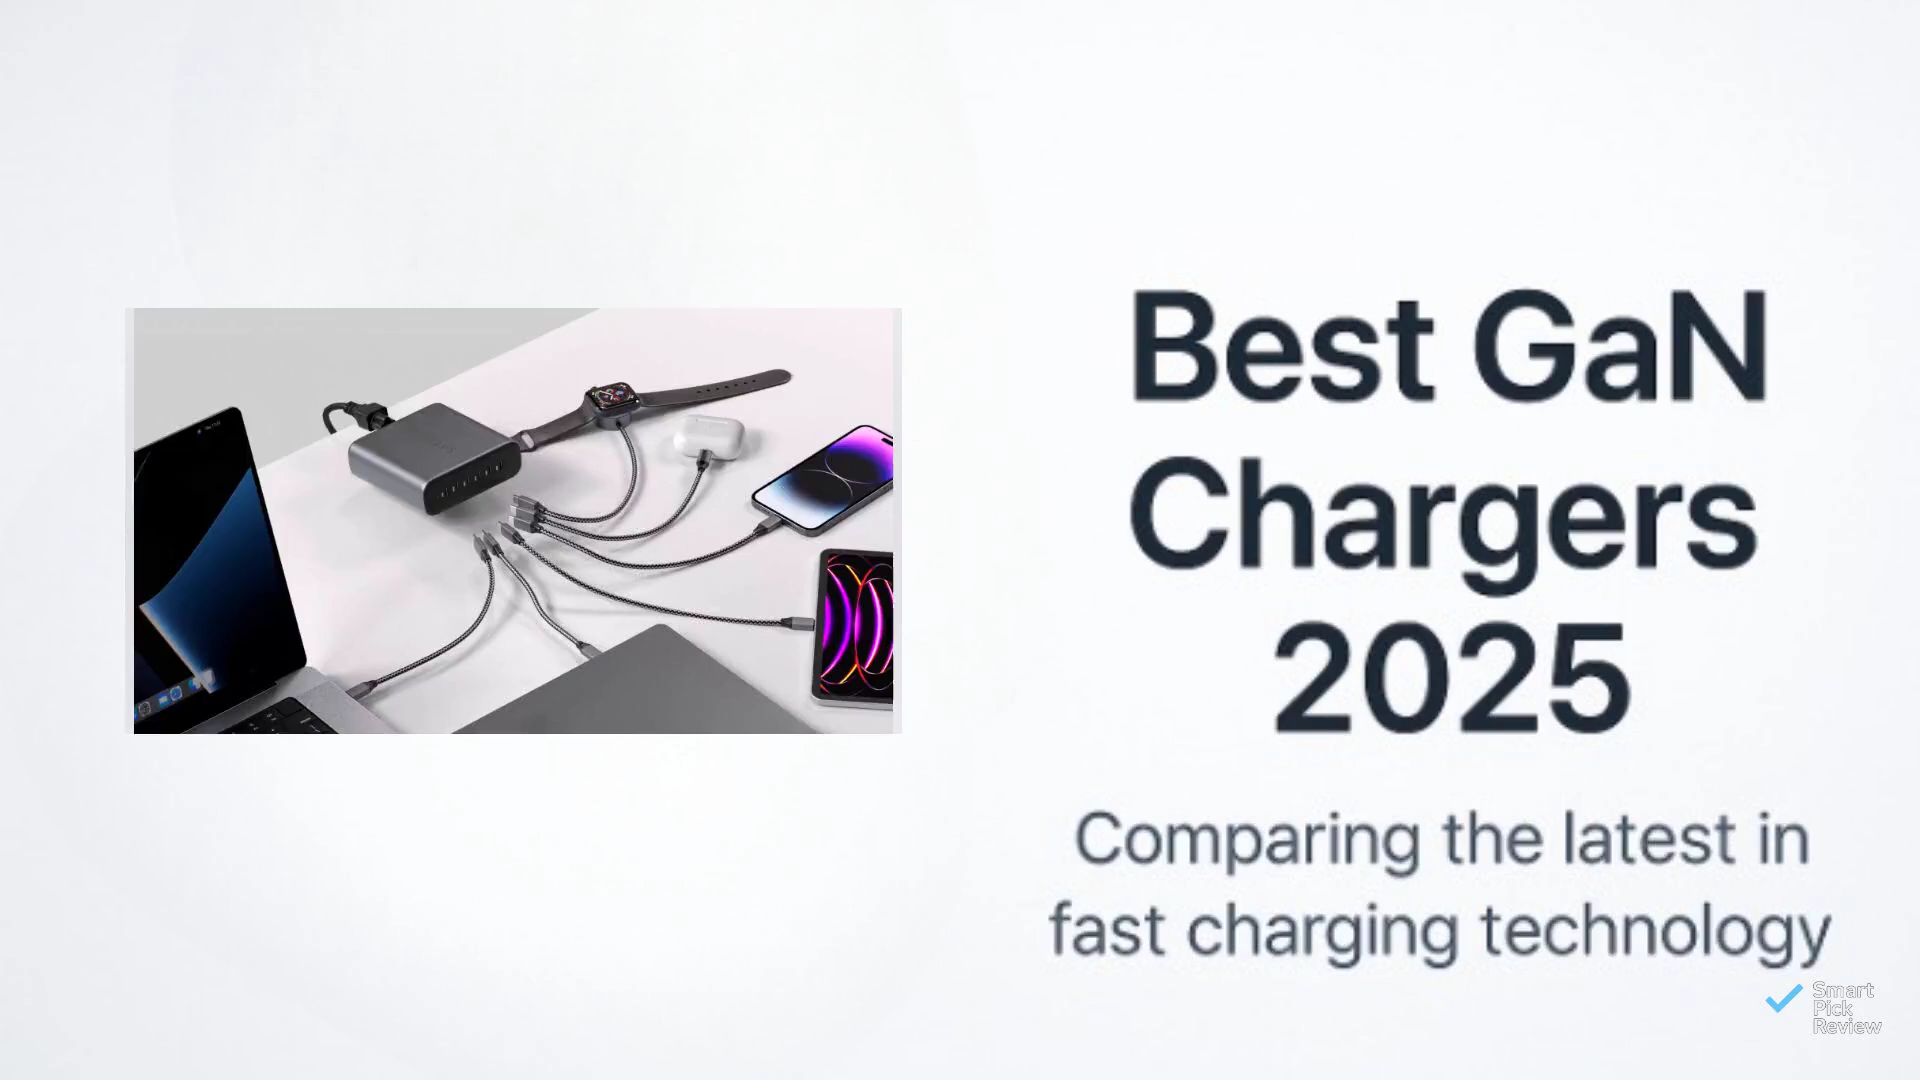 Best GaN
Chargers
2025
Comparing the latest in
fast charging technology
Smart
Pick
Review